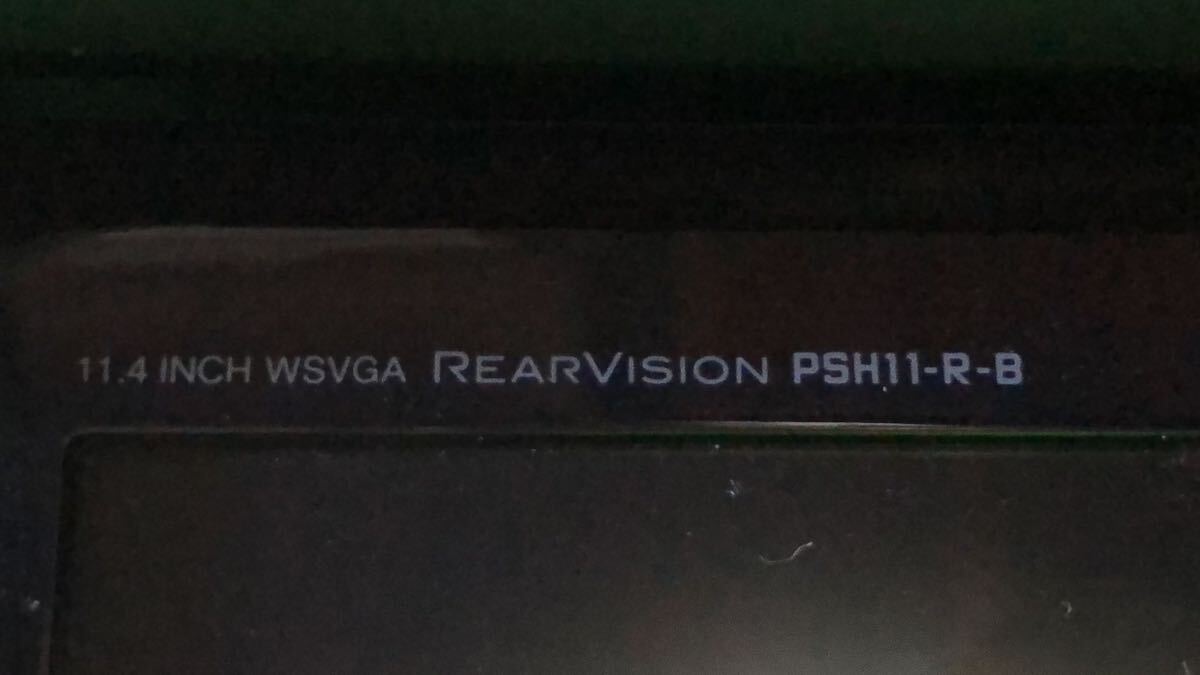 11.4 INCH WSVGA REARVISION PSH11-R-B